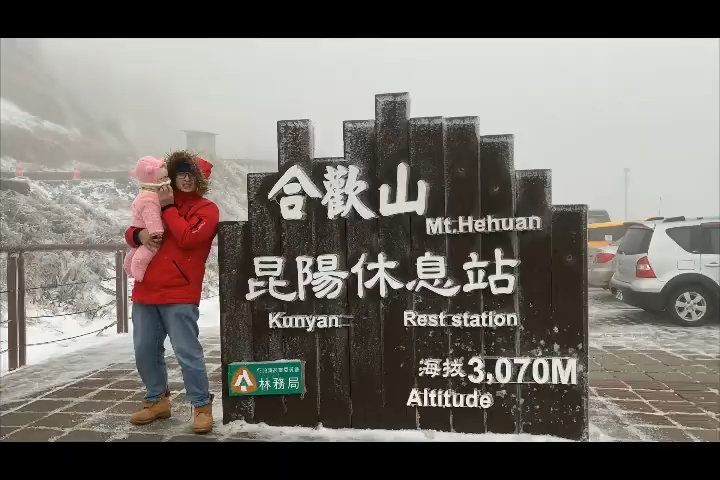 合歡山
Mt.Hehuan
昆陽休息站
Kunyan Rest station
海拔 3,070M
Altitude
林務局